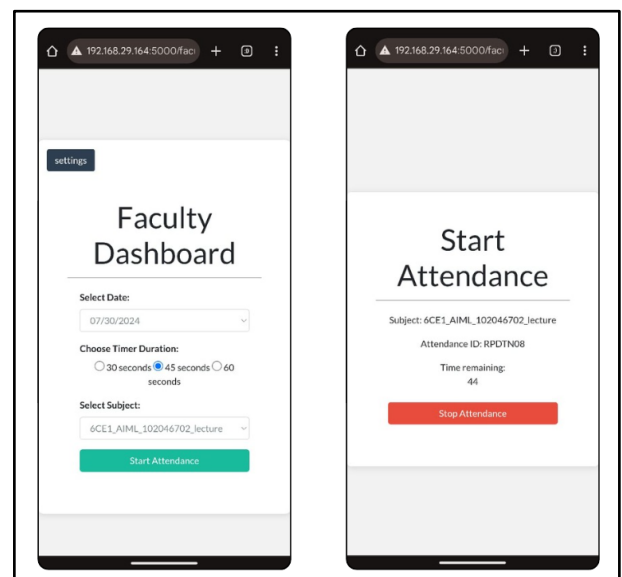 192.168.29.164:5000/fac
settings
Faculty
Dashboard
Select Date:
07/30/2024
Choose Timer Duration:
30 seconds 45 seconds 60
seconds
Select Subject:
6CE1_AIML_102046702_lecture
Start Attendance
192.168.29.164:5000/fac
Start
Attendance
Subject: 6CE1_AIML_102046702_lecture
Attendance ID: RPDTN08
Time remaining:
44
Stop Attendance